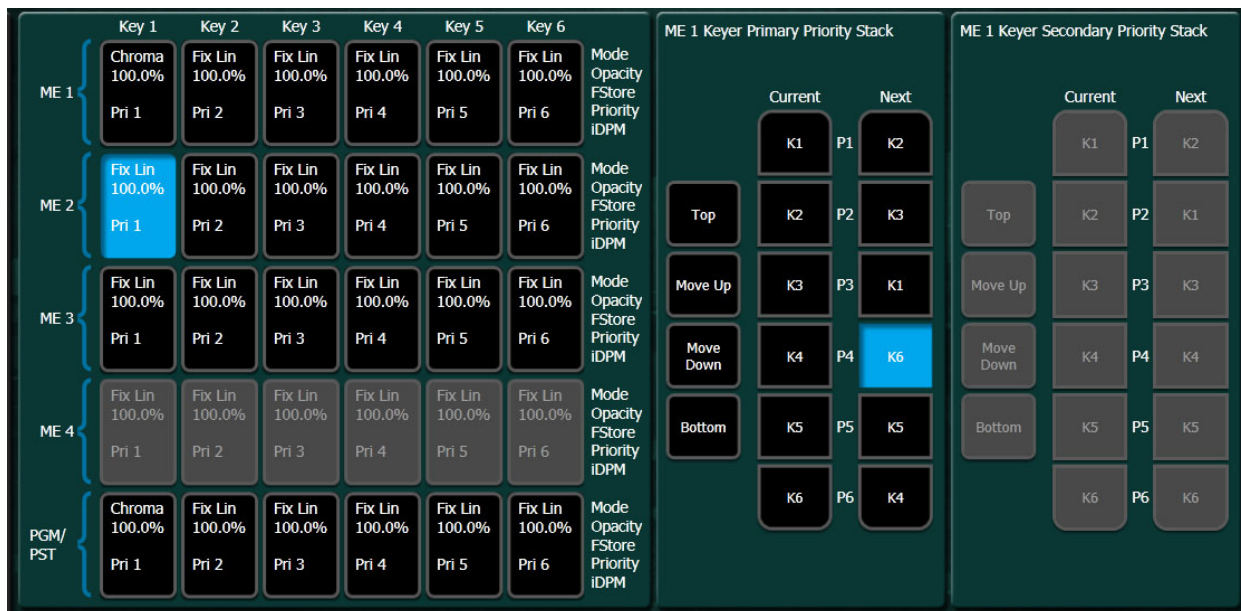 Key 1 Key 2 Key 3 Key 4 Key 5 Key 6
ME 1
Chroma Fix Lin Fix Lin Fix Lin Fix Lin Fix Lin Mode
100.0% 100.0% 100.0% 100.0% 100.0% 100.0% Opacity
FStore
Pri 1 Pri 2 Pri 3 Pri 4 Pri 5 Pri 6 Priority
iDPM
ME 2
Fix Lin Fix Lin Fix Lin Fix Lin Fix Lin Fix Lin Mode
100.0% 100.0% 100.0% 100.0% 100.0% 100.0% Opacity
FStore
Pri 1 Pri 2 Pri 3 Pri 4 Pri 5 Pri 6 Priority
iDPM
ME 3
Fix Lin Fix Lin Fix Lin Fix Lin Fix Lin Fix Lin Mode
100.0% 100.0% 100.0% 100.0% 100.0% 100.0% Opacity
FStore
Pri 1 Pri 2 Pri 3 Pri 4 Pri 5 Pri 6 Priority
iDPM
ME 4
Fix Lin Fix Lin Fix Lin Fix Lin Fix Lin Fix Lin Mode
100.0% 100.0% 100.0% 100.0% 100.0% 100.0% Opacity
FStore
Pri 1 Pri 2 Pri 3 Pri 4 Pri 5 Pri 6 Priority
iDPM
PGM/
PST
Chroma Fix Lin Fix Lin Fix Lin Fix Lin Fix Lin Mode
100.0% 100.0% 100.0% 100.0% 100.0% 100.0% Opacity
FStore
Pri 1 Pri 2 Pri 3 Pri 4 Pri 5 Pri 6 Priority
iDPM
ME 1 Keyer Primary Priority Stack
Current Next
K1 P1 K2
Top K2 P2 K3
Move Up K3 P3 K1
Move
Down K4 P4 K6
Bottom K5 P5 K5
K6 P6 K4
ME 1 Keyer Secondary Priority Stack
Current Next
K1 P1 K2
Top K2 P2 K1
Move Up K3 P3 K3
Move
Down K4 P4 K4
Bottom K5 P5 K5
K6 P6 K6